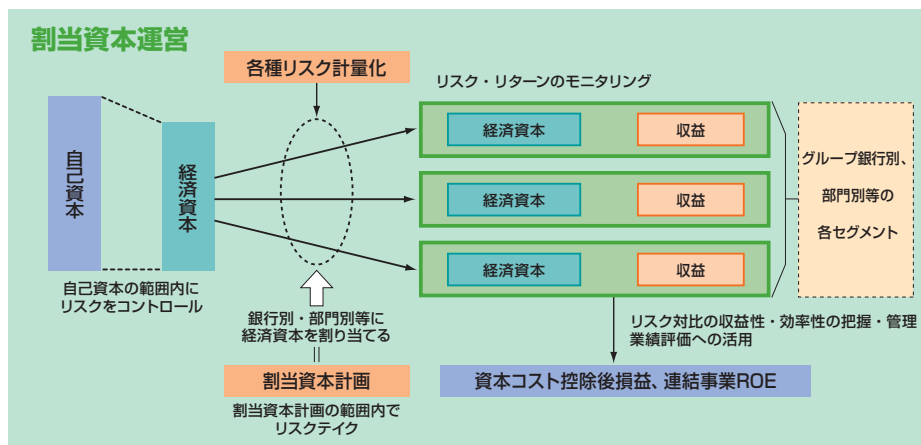 割当資本運営
各種リスク計量化
リスク・リターンのモニタリング
自己資本
経済資本
経済資本
収益
経済資本
収益
経済資本
収益
グループ銀行別、
部門別等の
各セグメント
自己資本の範囲内に
リスクをコントロール
銀行別・部門別等に
経済資本を割り当てる
||
割当資本計画
割当資本計画の範囲内で
リスクテイク
リスク対比の収益性・効率性の把握・管理
業績評価への活用
資本コスト控除後損益、連結事業ROE